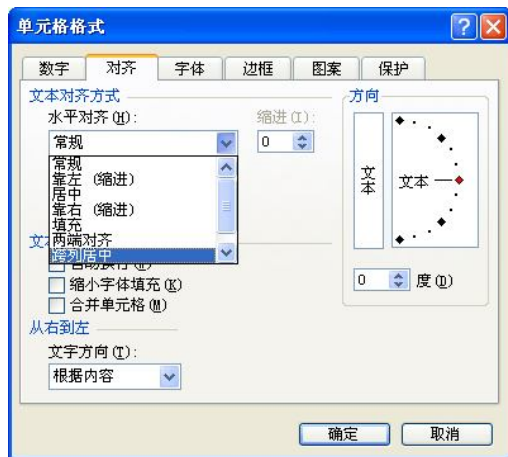 单元格格式
数字 对齐 字体 边框 图案 保护
文本对齐方式
水平对齐(H):
缩进(I):
常规
0
常规
靠左 (缩进)
居中
靠右 (缩进)
填充
两端对齐
跨列居中
自动换行(W)
缩小字体填充(K)
合并单元格(M)
从右到左
文字方向(T):
根据内容
方向
文本
文本
0 度(D)
确定 取消